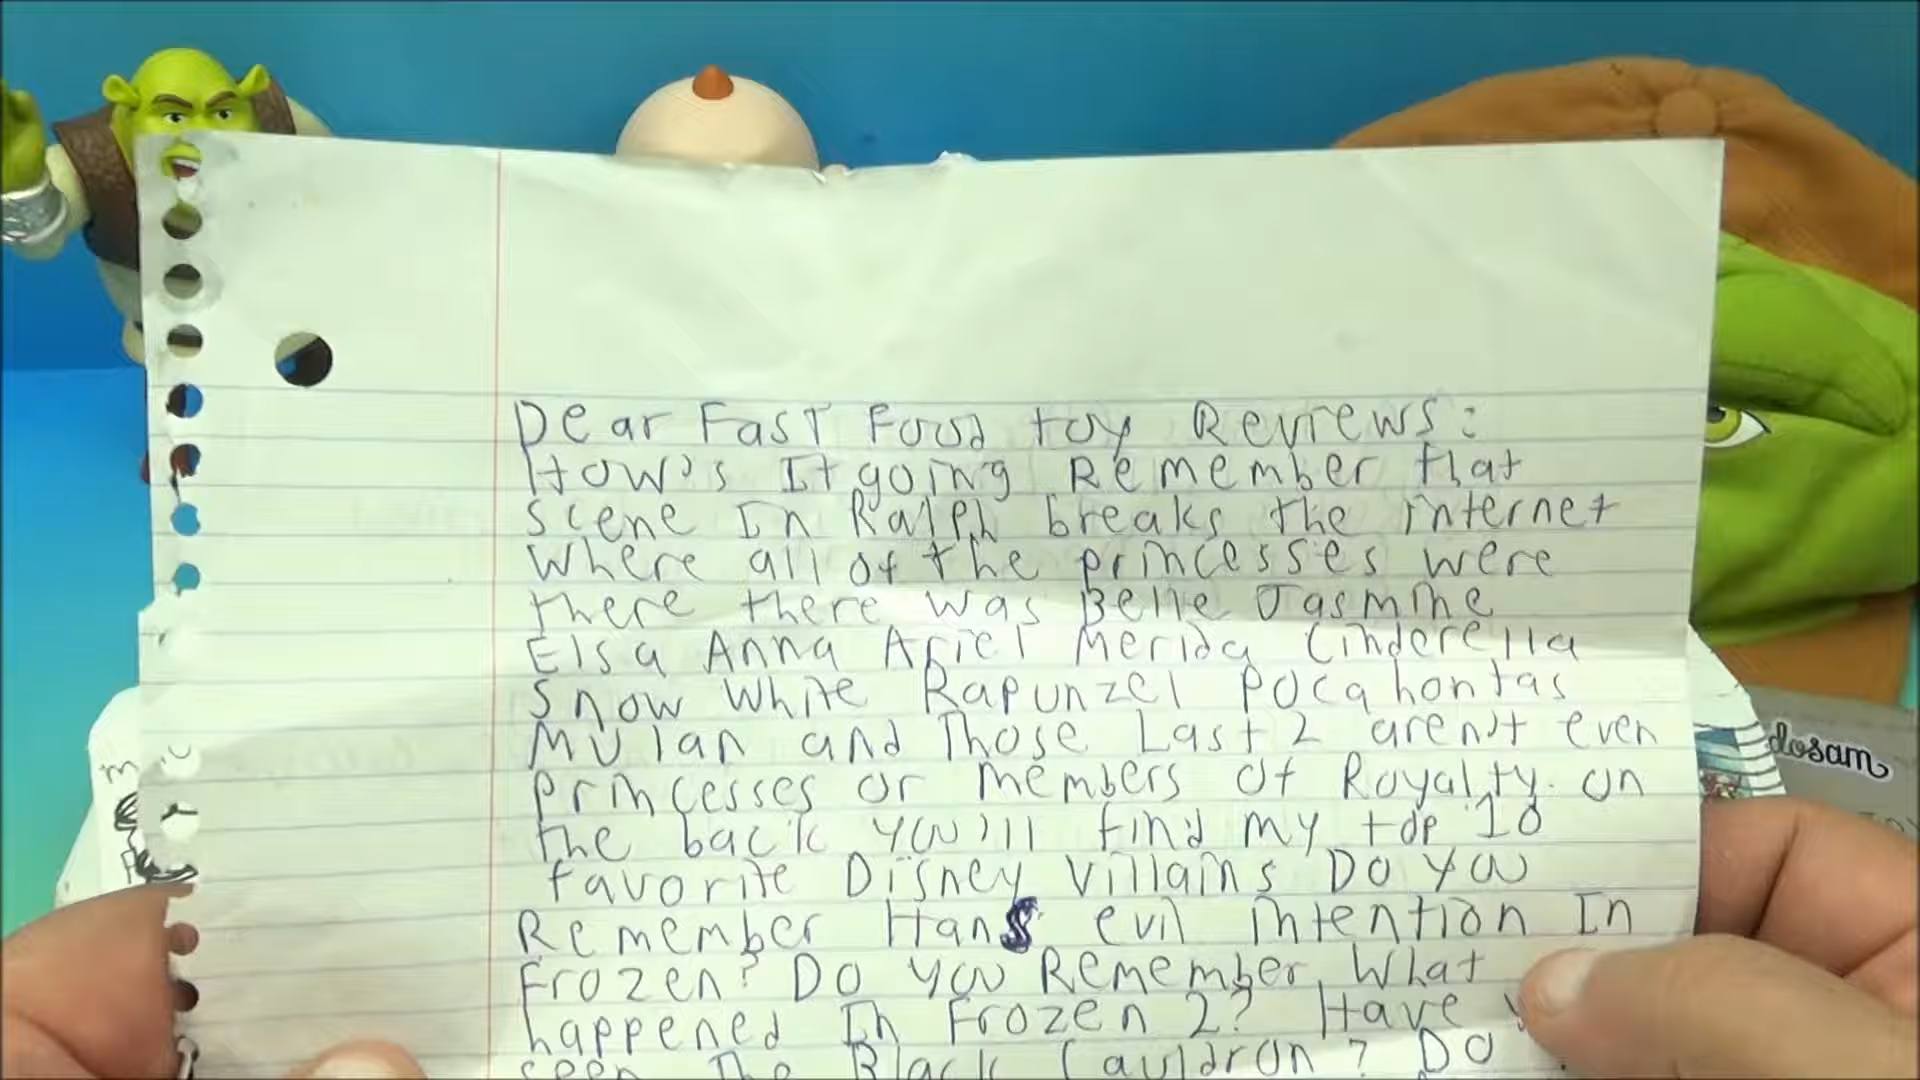 Dear Fast Food toy Reviews:
How's It going Remember that
scene In Ralph breaks the internet
where all of the princesses were
there there was Belle Jasmine
Elsa Anna Ariel Merida Cinderella
Snow White Rapunzel Pocahontas
Mulan and Those Last 2 aren't even
princesses or members of Royalty. on
the back you'll find my top 10
favorite Disney Villains Do you
Remember Hans evil intention In
Frozen? Do you Remember What
happened In Frozen 2? Have
seen The Black Cauldron? Do
dosam